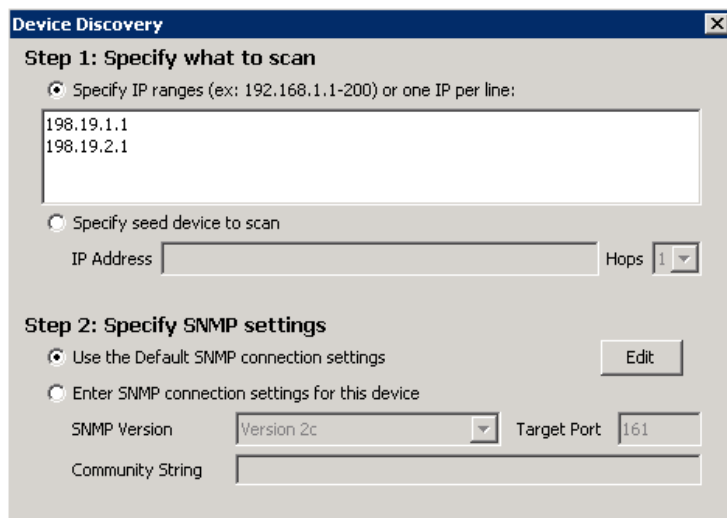 Device Discovery
Step 1: Specify what to scan
Specify IP ranges (ex: 192.168.1.1-200) or one IP per line:
198.19.1.1
198.19.2.1
Specify seed device to scan
IP Address Hops 1
Step 2: Specify SNMP settings
Use the Default SNMP connection settings Edit
Enter SNMP connection settings for this device
SNMP Version Version 2c Target Port 161
Community String